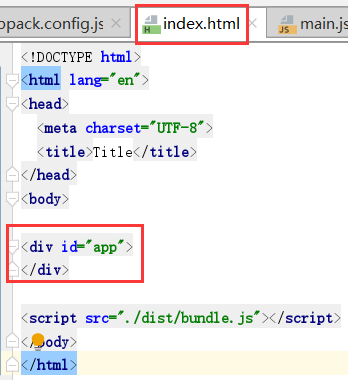 bpack.config.js index.html main.js
<!DOCTYPE html>
<html lang="en">
<head>
<meta charset="UTF-8">
<title>Title</title>
</head>
<body>
<div id="app">
</div>
<script src="./dist/bundle.js"></script>
</body>
</html>